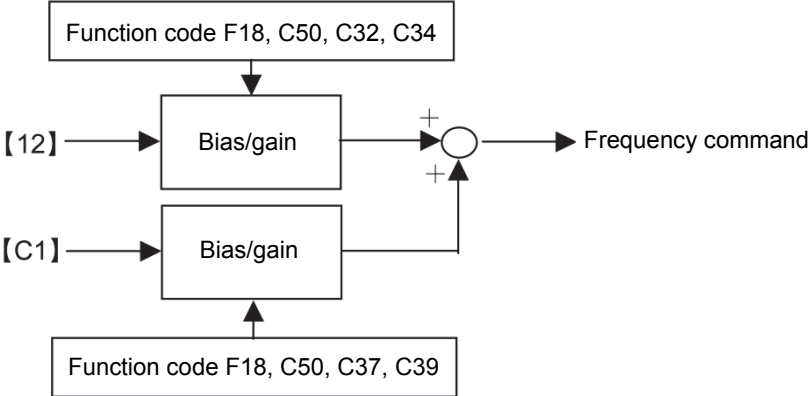 Function code F18, C50, C32, C34
【12】
Bias/gain
+
Frequency command
+
【C1】
Bias/gain
Function code F18, C50, C37, C39